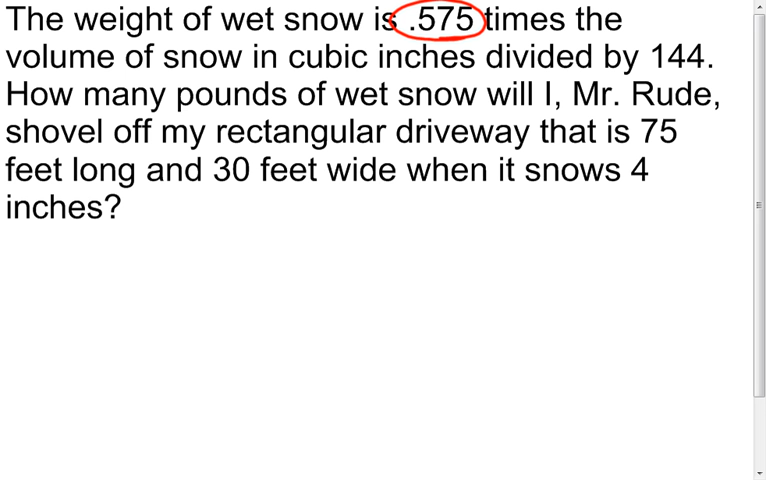 The weight of wet snow is .575 times the
volume of snow in cubic inches divided by 144.
How many pounds of wet snow will I, Mr. Rude,
shovel off my rectangular driveway that is 75
feet long and 30 feet wide when it snows 4
inches?